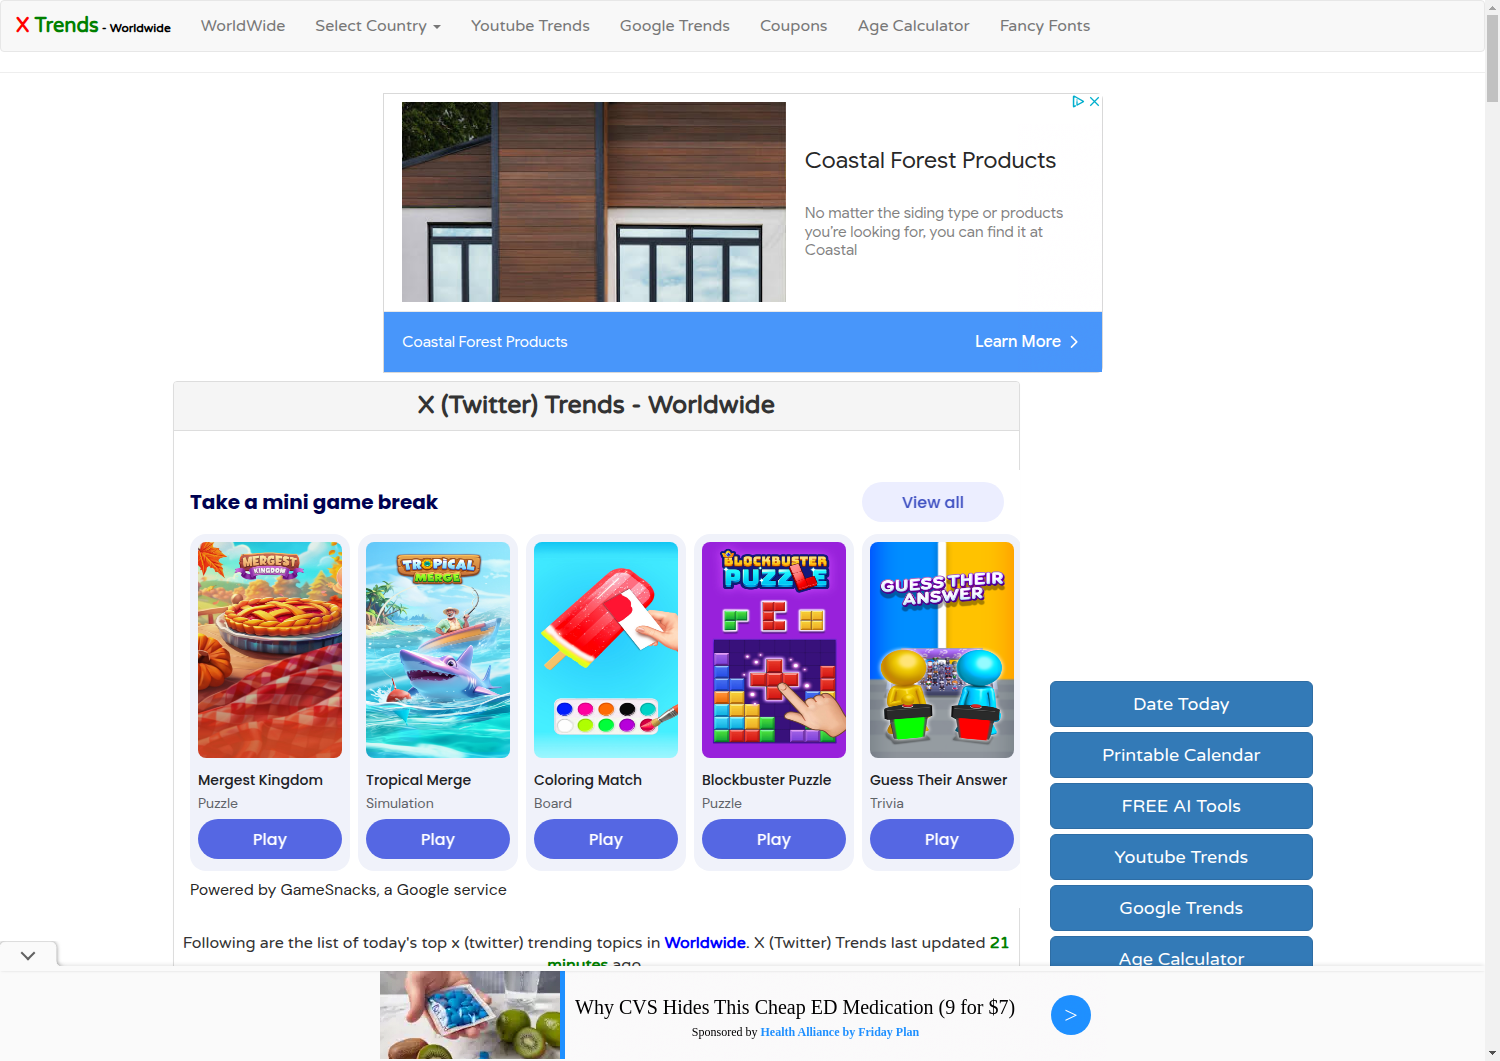 X Trends - Worldwide
WorldWide
Select Country
Youtube Trends
Google Trends
Coupons
Age Calculator
Fancy Fonts
Coastal Forest Products
No matter the siding type or products
you're looking for, you can find it at
Coastal
Coastal Forest Products
Learn More
X (Twitter) Trends - Worldwide
Take a mini game break
View all
MERGEST
KINGDOM
TROPICAL
MERGE
BLOCKBUSTER
PUZZLE
GUESS THEIR
ANSWER
Mergest Kingdom
Puzzle
Play
Tropical Merge
Simulation
Play
Coloring Match
Board
Play
Blockbuster Puzzle
Puzzle
Play
Guess Their Answer
Trivia
Play
Powered by GameSnacks, a Google service
Date Today
Printable Calendar
FREE AI Tools
Youtube Trends
Google Trends
Age Calculator
Following are the list of today's top x (twitter) trending topics in Worldwide. X (Twitter) Trends last updated 21
minutes ago
Why CVS Hides This Cheap ED Medication (9 for $7)
Sponsored by Health Alliance by Friday Plan
>